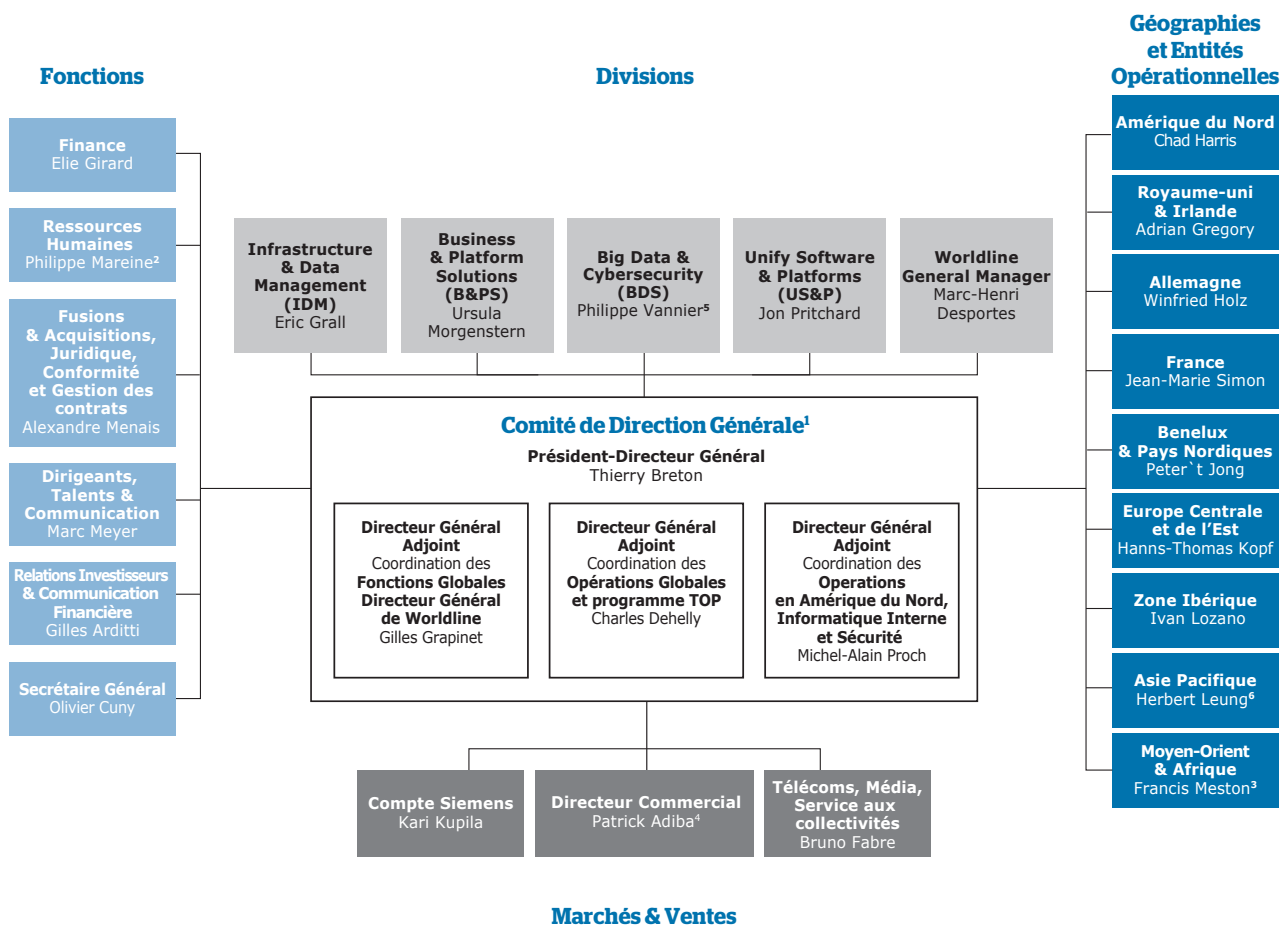 Fonctions
Finance
Elie Girard
Ressources
Humaines
Philippe Mareine²
Fusions
& Acquisitions,
Juridique,
Conformité
et Gestion des
contrats
Alexandre Menais
Dirigeants,
Talents &
Communication
Marc Meyer
Relations Investisseurs
& Communication
Financière
Gilles Arditti
Secrétaire Général
Olivier Cuny
Divisions
Infrastructure
& Data
Management
(IDM)
Eric Grall
Business
& Platform
Solutions
(B&PS)
Ursula
Morgenstern
Big Data &
Cybersecurity
(BDS)
Philippe Vannier⁵
Unify Software
& Platforms
(US&P)
Jon Pritchard
Worldline
General Manager
Marc-Henri
Desportes
Comité de Direction Générale¹
Président-Directeur Général
Thierry Breton
Directeur Général
Adjoint
Coordination des
Fonctions Globales
Directeur Général
de Worldline
Gilles Grapinet
Directeur Général
Adjoint
Coordination des
Opérations Globales
et programme TOP
Charles Dehelly
Directeur Général
Adjoint
Coordination des
Operations
en Amérique du Nord,
Informatique Interne
et Sécurité
Michel-Alain Proch
Compte Siemens
Kari Kupila
Directeur Commercial
Patrick Adiba⁴
Télécoms, Média,
Service aux
collectivités
Bruno Fabre
Marchés & Ventes
Géographies
et Entités
Opérationnelles
Amérique du Nord
Chad Harris
Royaume-uni
& Irlande
Adrian Gregory
Allemagne
Winfried Holz
France
Jean-Marie Simon
Benelux
& Pays Nordiques
Peter`t Jong
Europe Centrale
et de l'Est
Hanns-Thomas Kopf
Zone Ibérique
Ivan Lozano
Asie Pacifique
Herbert Leung⁶
Moyen-Orient
& Afrique
Francis Meston³